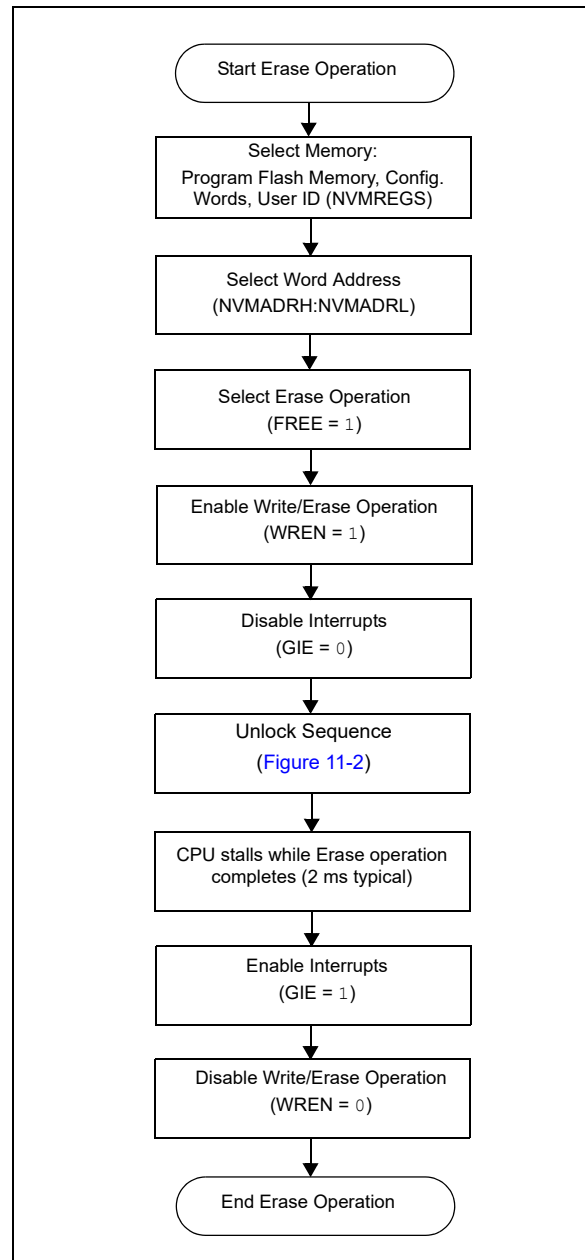 Start Erase Operation
Select Memory:
Program Flash Memory, Config.
Words, User ID (NVMREGS)
Select Word Address
(NVMADRH:NVMADRL)
Select Erase Operation
(FREE = 1)
Enable Write/Erase Operation
(WREN = 1)
Disable Interrupts
(GIE = 0)
Unlock Sequence
(Figure 11-2)
CPU stalls while Erase operation
completes (2 ms typical)
Enable Interrupts
(GIE = 1)
Disable Write/Erase Operation
(WREN = 0)
End Erase Operation